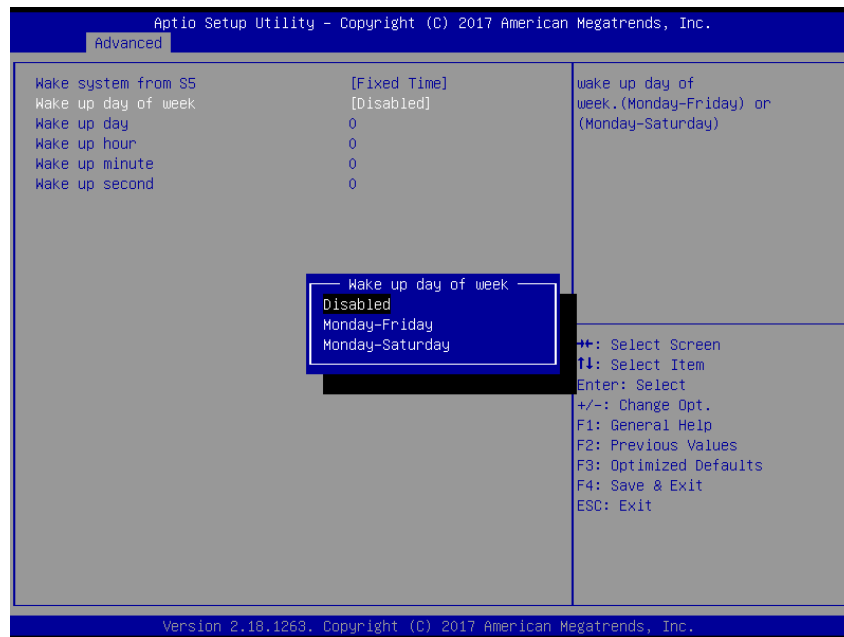 Aptio Setup Utility – Copyright (C) 2017 American Megatrends, Inc.
Advanced
Wake system from S5 [Fixed Time]
Wake up day of week [Disabled]
Wake up day 0
Wake up hour 0
Wake up minute 0
Wake up second 0
wake up day of
week.(Monday-Friday) or
(Monday-Saturday)
Wake up day of week
Disabled
Monday-Friday
Monday-Saturday
→←: Select Screen
↑↓: Select Item
Enter: Select
+/-: Change Opt.
F1: General Help
F2: Previous Values
F3: Optimized Defaults
F4: Save & Exit
ESC: Exit
Version 2.18.1263. Copyright (C) 2017 American Megatrends, Inc.